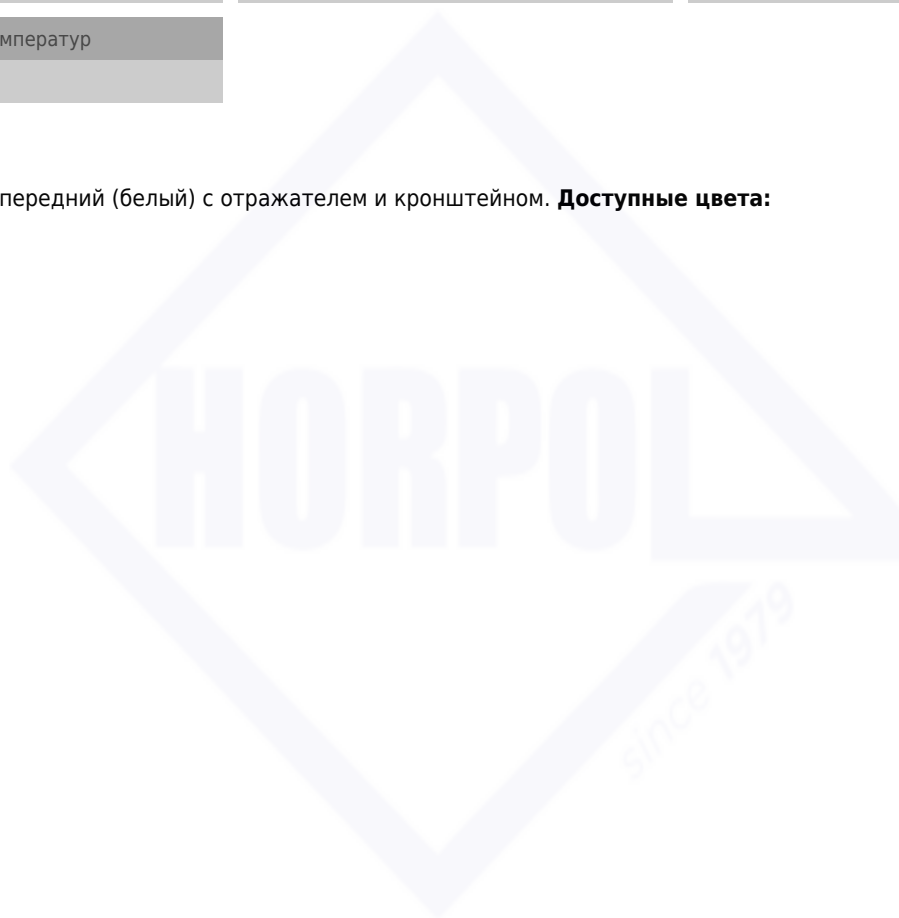 мператур
передний (белый) с отражателем и кронштейном. Доступные цвета:
HORPOL
since 1979